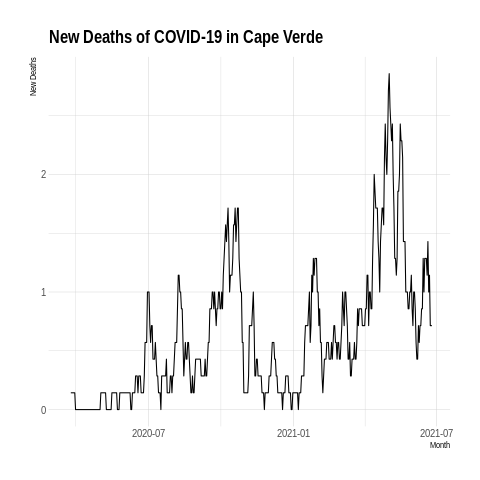 New Deaths of COVID-19 in Cape Verde
New Deaths
2
1
0
2020-07
2021-01
2021-07
Month